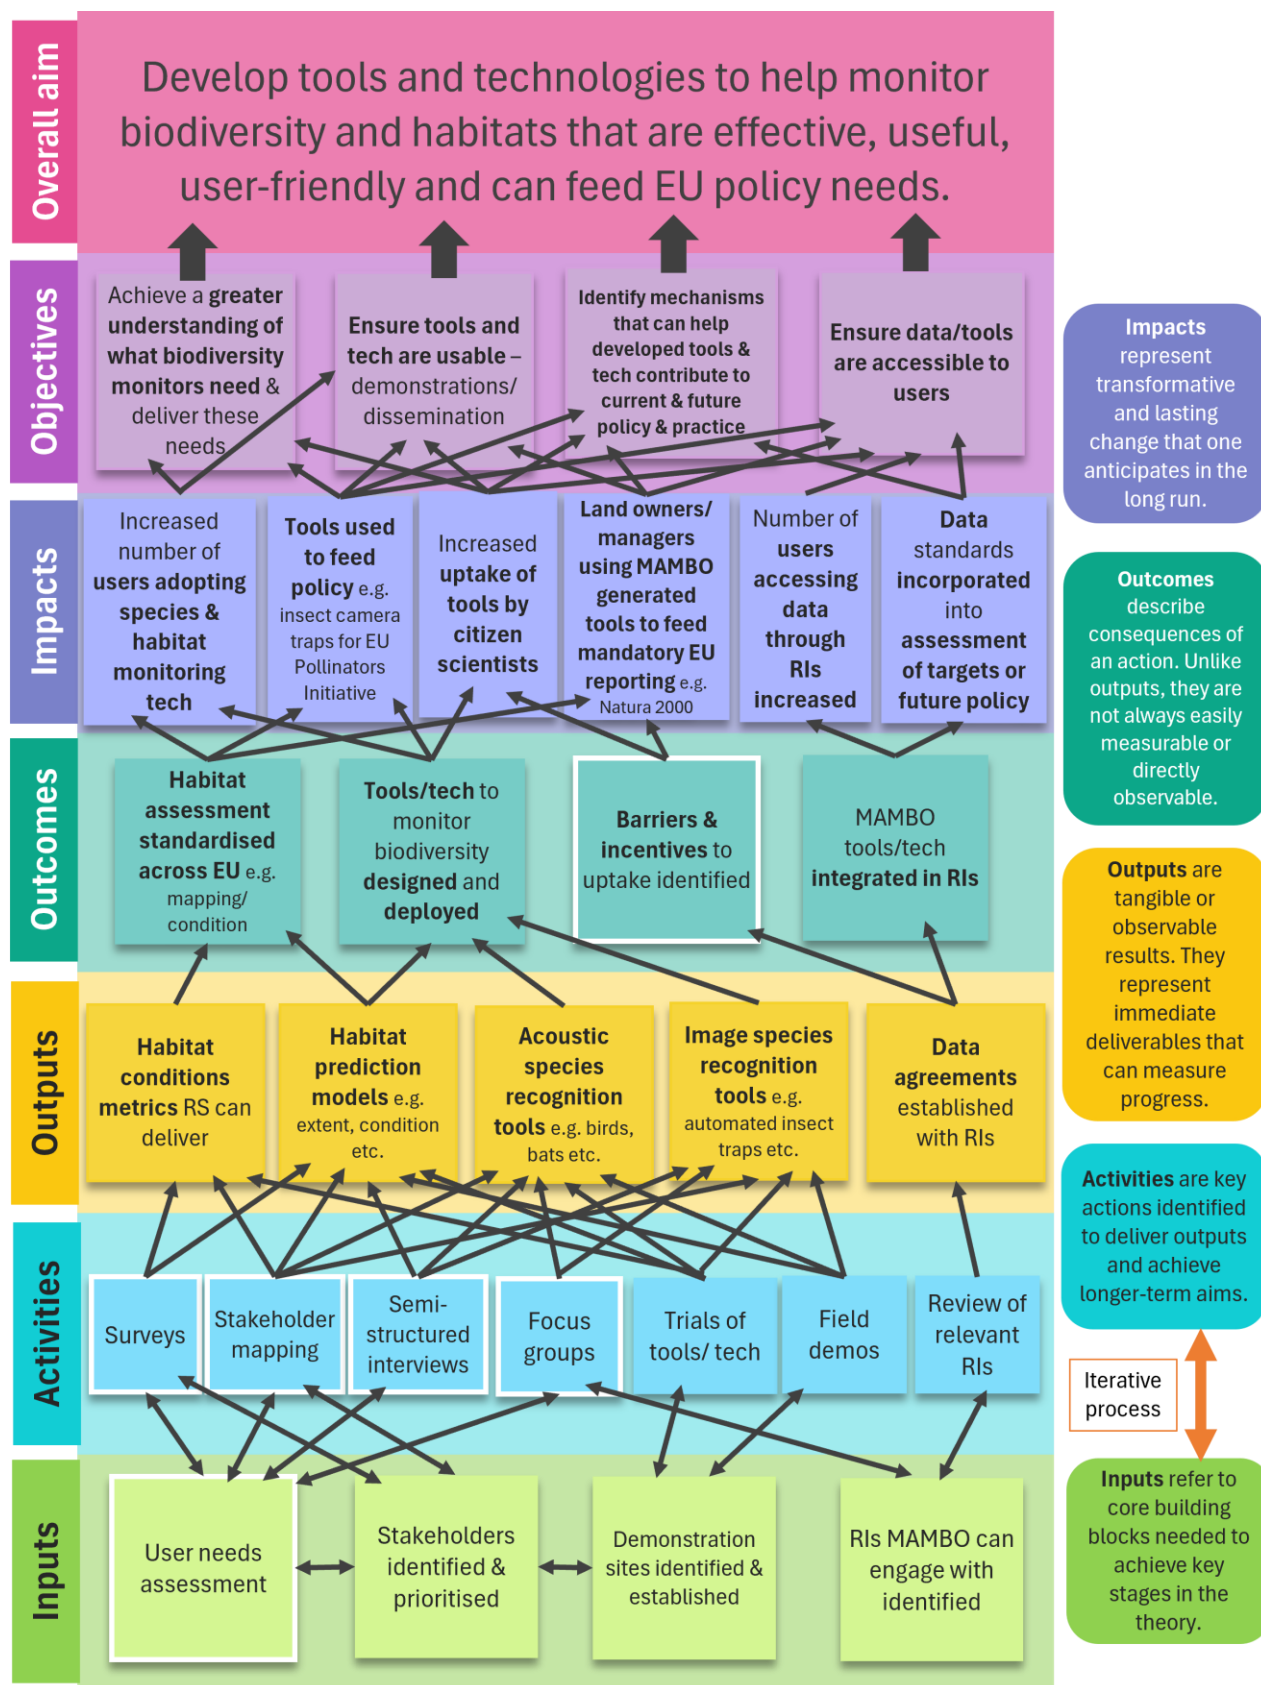 Overall aim
Develop tools and technologies to help monitor
biodiversity and habitats that are effective, useful,
user-friendly and can feed EU policy needs.
Objectives
Achieve a greater
understanding of
what biodiversity
monitors need &
deliver these
needs
Ensure tools and
tech are usable –
demonstrations/
dissemination
Identify mechanisms
that can help
developed tools &
tech contribute to
current & future
policy & practice
Ensure data/tools
are accessible to
users
Impacts
Increased
number of
users adopting
species &
habitat
monitoring
tech
Tools used
to feed
policy e.g.
insect camera
traps for EU
Pollinators
Initiative
Increased
uptake of
tools by
citizen
scientists
Land owners/
managers
using MAMBO
generated
tools to feed
mandatory EU
reporting e.g.
Natura 2000
Number of
users
accessing
data
through
RIs
increased
Data
standards
incorporated
into
assessment
of targets or
future policy
Outcomes
Habitat
assessment
standardised
across EU e.g.
mapping/
condition
Tools/tech to
monitor
biodiversity
designed and
deployed
Barriers &
incentives to
uptake identified
MAMBO
tools/tech
integrated in RIs
Outputs
Habitat
conditions
metrics RS can
deliver
Habitat
prediction
models e.g.
extent, condition
etc.
Acoustic
species
recognition
tools e.g. birds,
bats etc.
Image species
recognition
tools e.g.
automated insect
traps etc.
Data
agreements
established
with RIs
Activities
Surveys
Stakeholder
mapping
Semi-
structured
interviews
Focus
groups
Trials of
tools/ tech
Field
demos
Review of
relevant
RIs
Inputs
User needs
assessment
Stakeholders
identified &
prioritised
Demonstration
sites identified &
established
RIs MAMBO can
engage with
identified
Impacts
represent
transformative
and lasting
change that one
anticipates in the
long run.
Outcomes
describe
consequences of
an action. Unlike
outputs, they are
not always easily
measurable or
directly
observable.
Outputs are
tangible or
observable
results. They
represent
immediate
deliverables that
can measure
progress.
Activities are key
actions identified
to deliver outputs
and achieve
longer-term aims.
Iterative
process
Inputs refer to
core building
blocks needed to
achieve key
stages in the
theory.